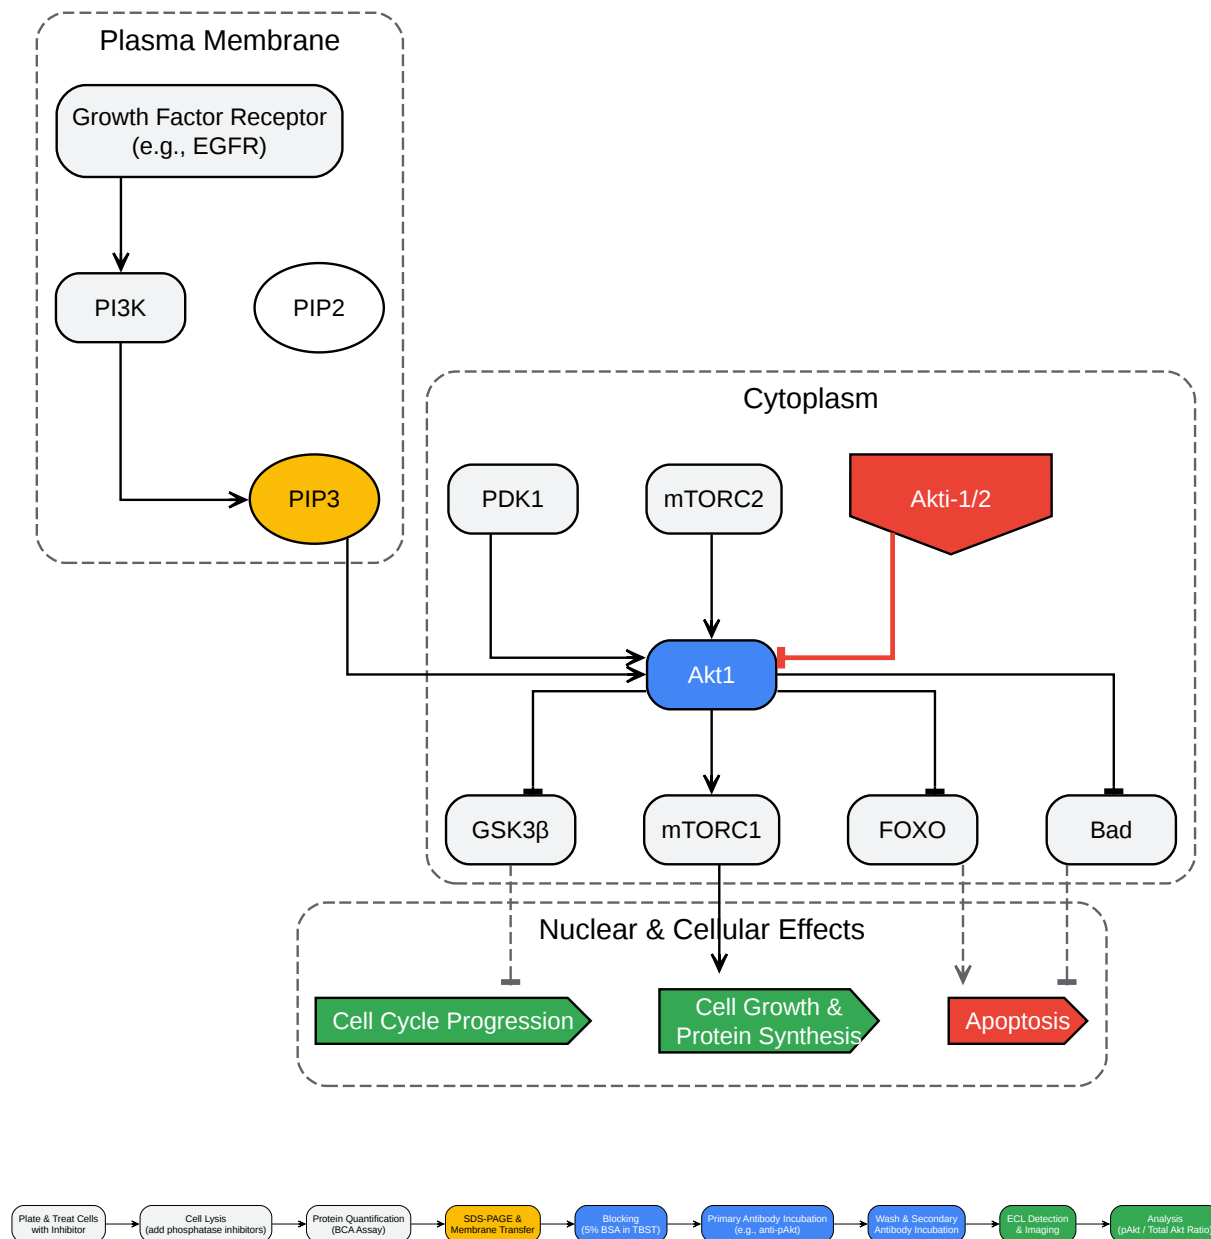 Plasma Membrane
Growth Factor Receptor
(e.g., EGFR)
PI3K
PIP2
PIP3
Cytoplasm
PDK1
mTORC2
Akti-1/2
Akt1
GSK3β
mTORC1
FOXO
Bad
Nuclear & Cellular Effects
Cell Cycle Progression
Cell Growth &
Protein Synthesis
Apoptosis
Plate & Treat Cells
with Inhibitor
Cell Lysis
(add phosphatase inhibitors)
Protein Quantification
(BCA Assay)
SDS-PAGE &
Membrane Transfer
Blocking
(5% BSA in TBST)
Primary Antibody Incubation
(e.g., anti-pAkt)
Wash & Secondary
Antibody Incubation
ECL Detection
& Imaging
Analysis
(pAkt / Total Akt Ratio)